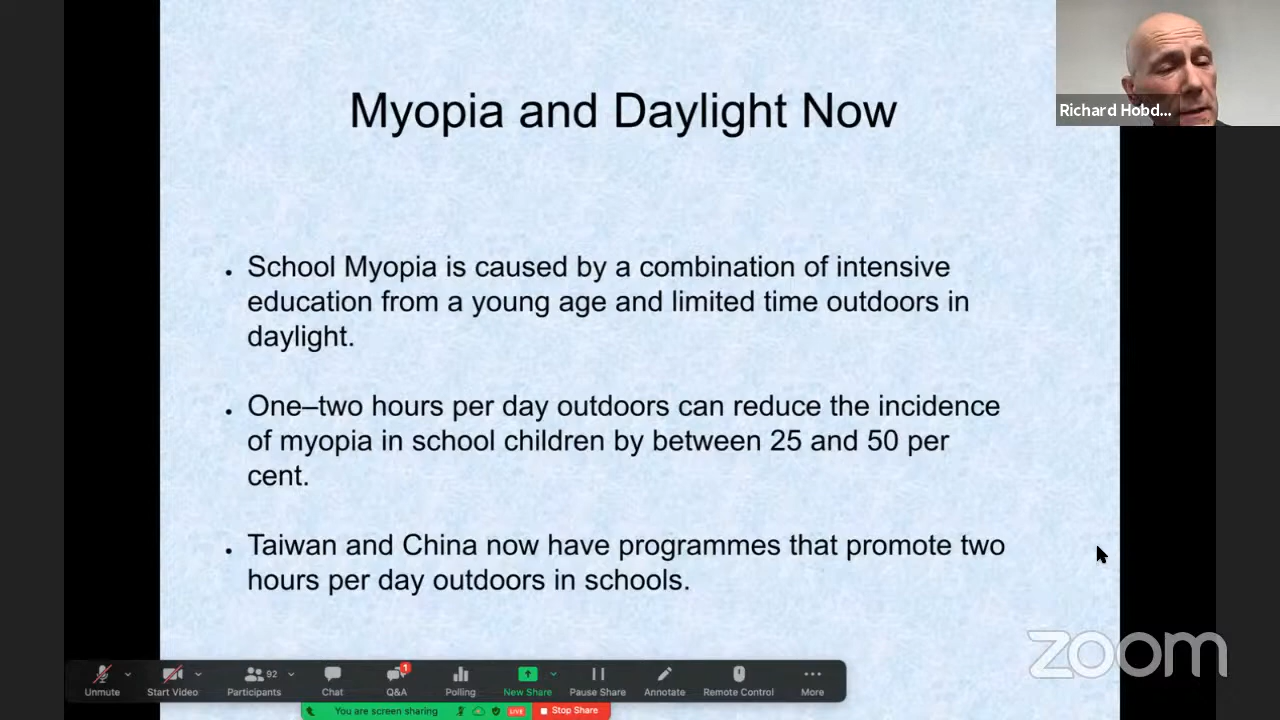 Myopia and Daylight Now
Richard Hobd...
• School Myopia is caused by a combination of intensive
education from a young age and limited time outdoors in
daylight.
• One–two hours per day outdoors can reduce the incidence
of myopia in school children by between 25 and 50 per
cent.
• Taiwan and China now have programmes that promote two
hours per day outdoors in schools.
zoom
92
1
Unmute Start Video Participants Chat Q&A Polling New Share Pause Share Annotate Remote Control More
You are screen sharing LIVE Stop Share